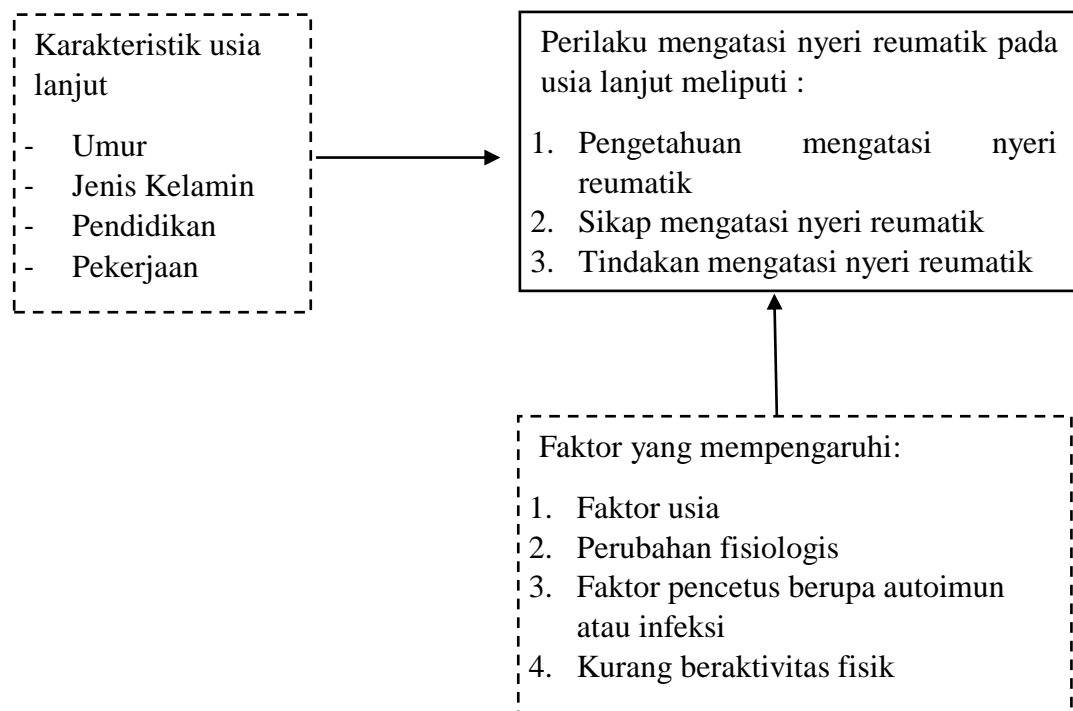 Karakteristik usia
lanjut
- Umur
- Jenis Kelamin
- Pendidikan
- Pekerjaan
Perilaku mengatasi nyeri reumatik pada
usia lanjut meliputi :
1. Pengetahuan mengatasi nyeri
reumatik
2. Sikap mengatasi nyeri reumatik
3. Tindakan mengatasi nyeri reumatik
Faktor yang mempengaruhi:
1. Faktor usia
2. Perubahan fisiologis
3. Faktor pencetus berupa autoimun
atau infeksi
4. Kurang beraktivitas fisik